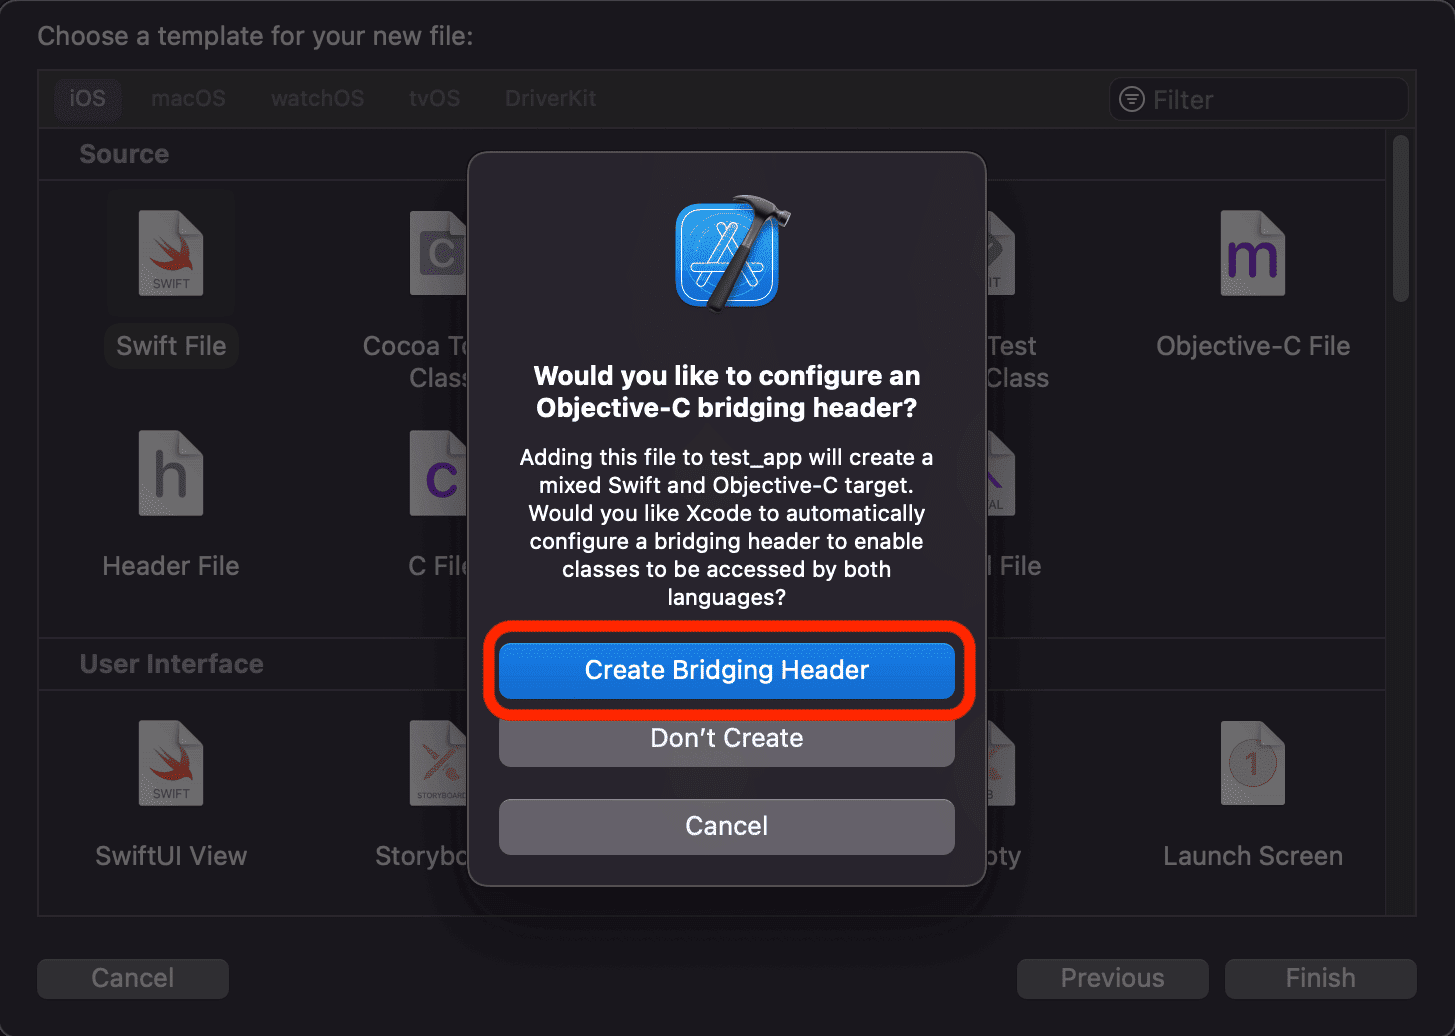 Choose a template for your new file:
iOS macOS watchOS tvOS DriverKit Filter
Source
SWIFT
C
IT
m
Swift File
Cocoa To
Class
Test
Class
Objective-C File
h
C
AL
Header File
C File
l File
User Interface
SWIFT
STORYBOARD
B
1
SwiftUI View
Storybo
pty
Launch Screen
Would you like to configure an
Objective-C bridging header?
Adding this file to test_app will create a
mixed Swift and Objective-C target.
Would you like Xcode to automatically
configure a bridging header to enable
classes to be accessed by both
languages?
Create Bridging Header
Don't Create
Cancel
Cancel
Previous
Finish